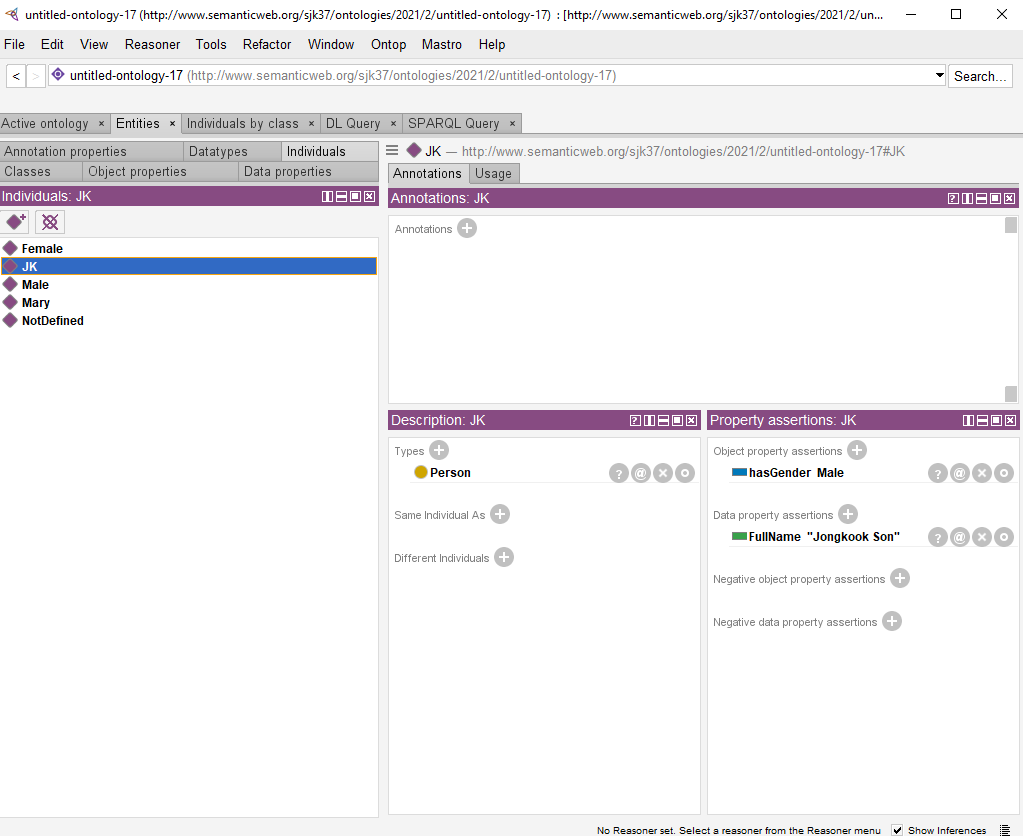 untitled-ontology-17 (http://www.semanticweb.org/sjk37/ontologies/2021/2/untitled-ontology-17) : [http://www.semanticweb.org/sjk37/ontologies/2021/2/un...
File Edit View Reasoner Tools Refactor Window Ontop Mastro Help
< > untitled-ontology-17 (http://www.semanticweb.org/sjk37/ontologies/2021/2/untitled-ontology-17) Search...
Active ontology × Entities × Individuals by class × DL Query × SPARQL Query ×
Annotation properties Datatypes Individuals
Classes Object properties Data properties
Individuals: JK
Female
JK
Male
Mary
NotDefined
JK — http://www.semanticweb.org/sjk37/ontologies/2021/2/untitled-ontology-17#JK
Annotations Usage
Annotations: JK
Annotations
Description: JK
Types
Person
Same Individual As
Different Individuals
Property assertions: JK
Object property assertions
hasGender Male
Data property assertions
FullName "Jongkook Son"
Negative object property assertions
Negative data property assertions
No Reasoner set. Select a reasoner from the Reasoner menu Show Inferences